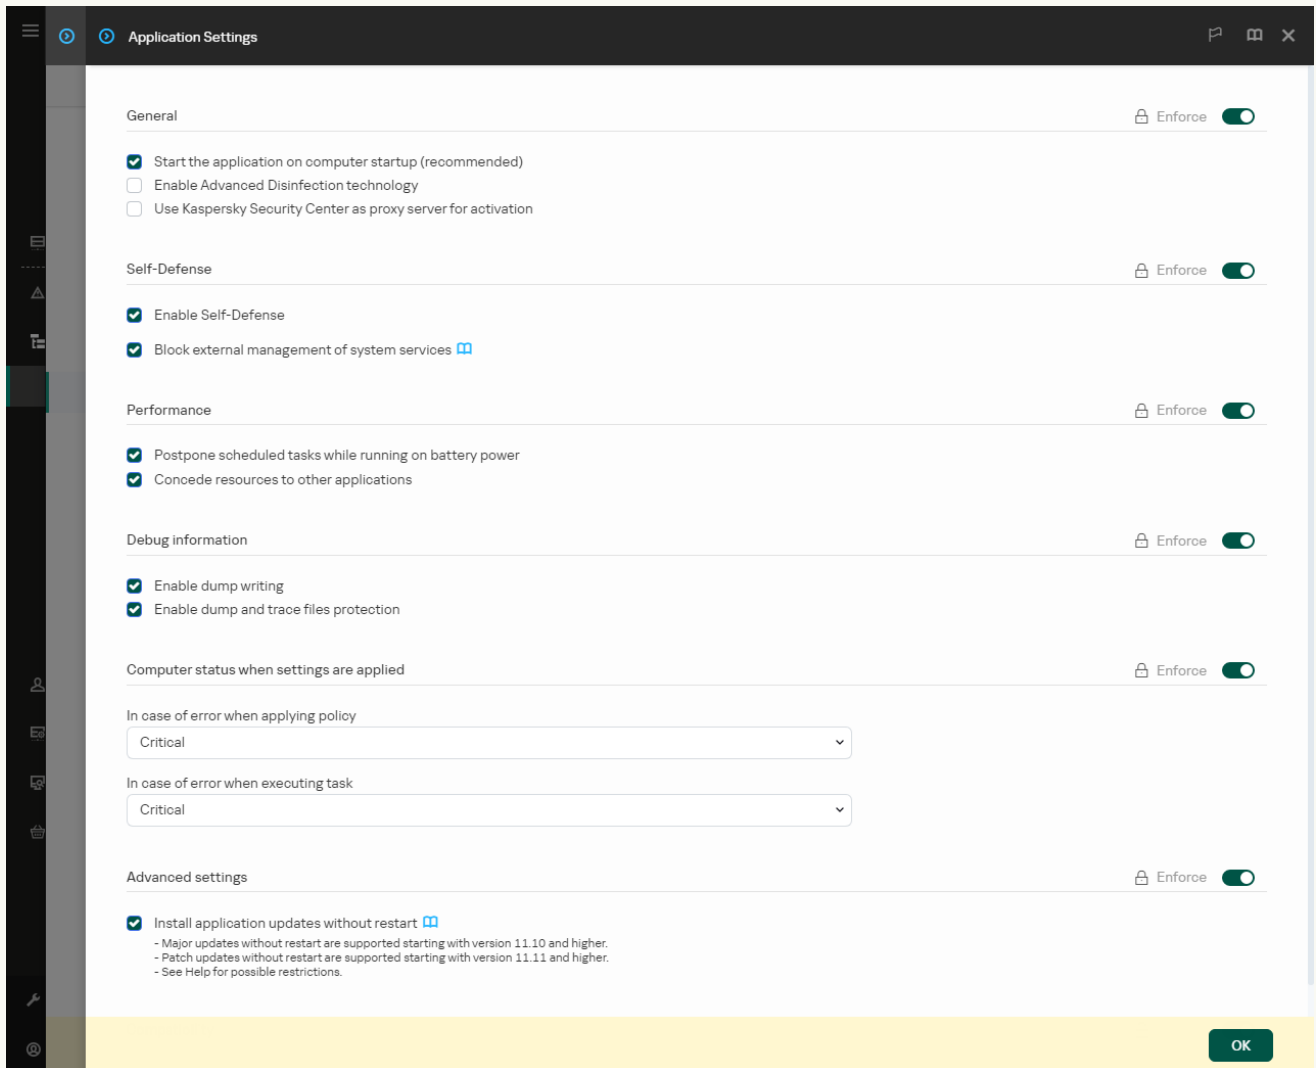 Application Settings
General
Enforce
Start the application on computer startup (recommended)
Enable Advanced Disinfection technology
Use Kaspersky Security Center as proxy server for activation
Self-Defense
Enforce
Enable Self-Defense
Block external management of system services
Performance
Enforce
Postpone scheduled tasks while running on battery power
Concede resources to other applications
Debug information
Enforce
Enable dump writing
Enable dump and trace files protection
Computer status when settings are applied
Enforce
In case of error when applying policy
Critical
In case of error when executing task
Critical
Advanced settings
Enforce
Install application updates without restart
- Major updates without restart are supported starting with version 11.10 and higher.
- Patch updates without restart are supported starting with version 11.11 and higher.
- See Help for possible restrictions.
OK